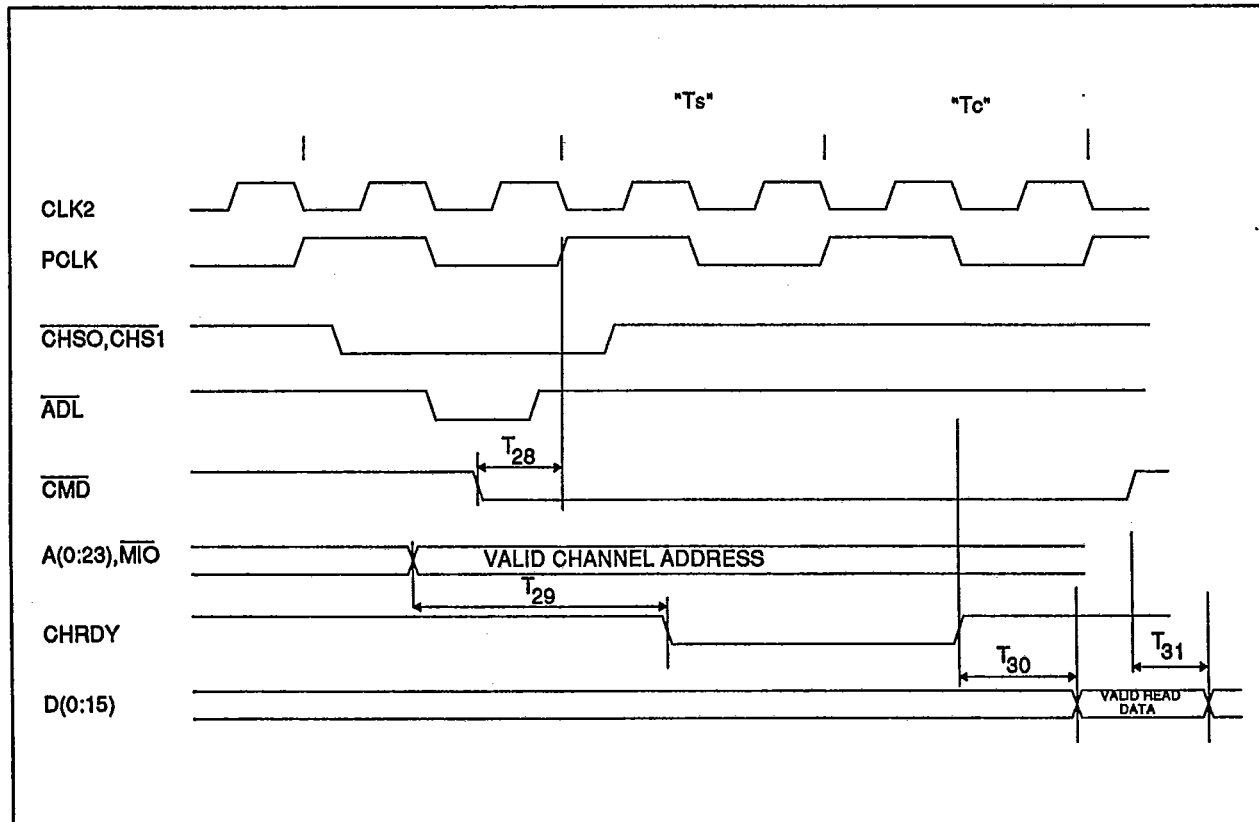 "Ts"
"Tc"
CLK2
PCLK
CHSO,CHS1
ADL
T28
CMD
A(0:23),MIO
VALID CHANNEL ADDRESS
T29
CHRDY
T30
T31
D(0:15)
VALID READ
DATA